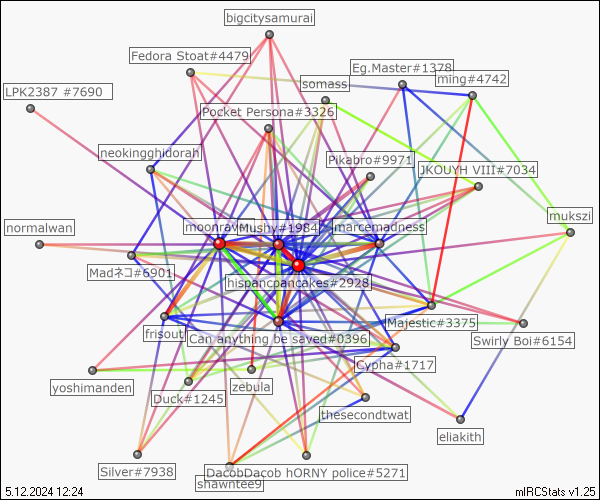 bigcitysamurai
Fedora Stoat#4479
Eg.Master#1378
ming#4742
somass
LPK2387 #7690
Pocket Persona#3326
neokingghidorah
Pikabro#9971
JKOUYH VIII#7034
mukszi
normalwan
moonraven
Mushy#1984
marcemadness
Madネコ#6901
hispancpancakes#2928
frisout
Can anything be saved#0396
Majestic#3375
Swirly Boi#6154
yoshimanden
Duck#1245
zebula
Cypha#1717
thesecondtwat
eliakith
Silver#7938
DacobDacob hORNY police#5271
shawntee9
5.12.2024 12:24
mIRCStats v1.25